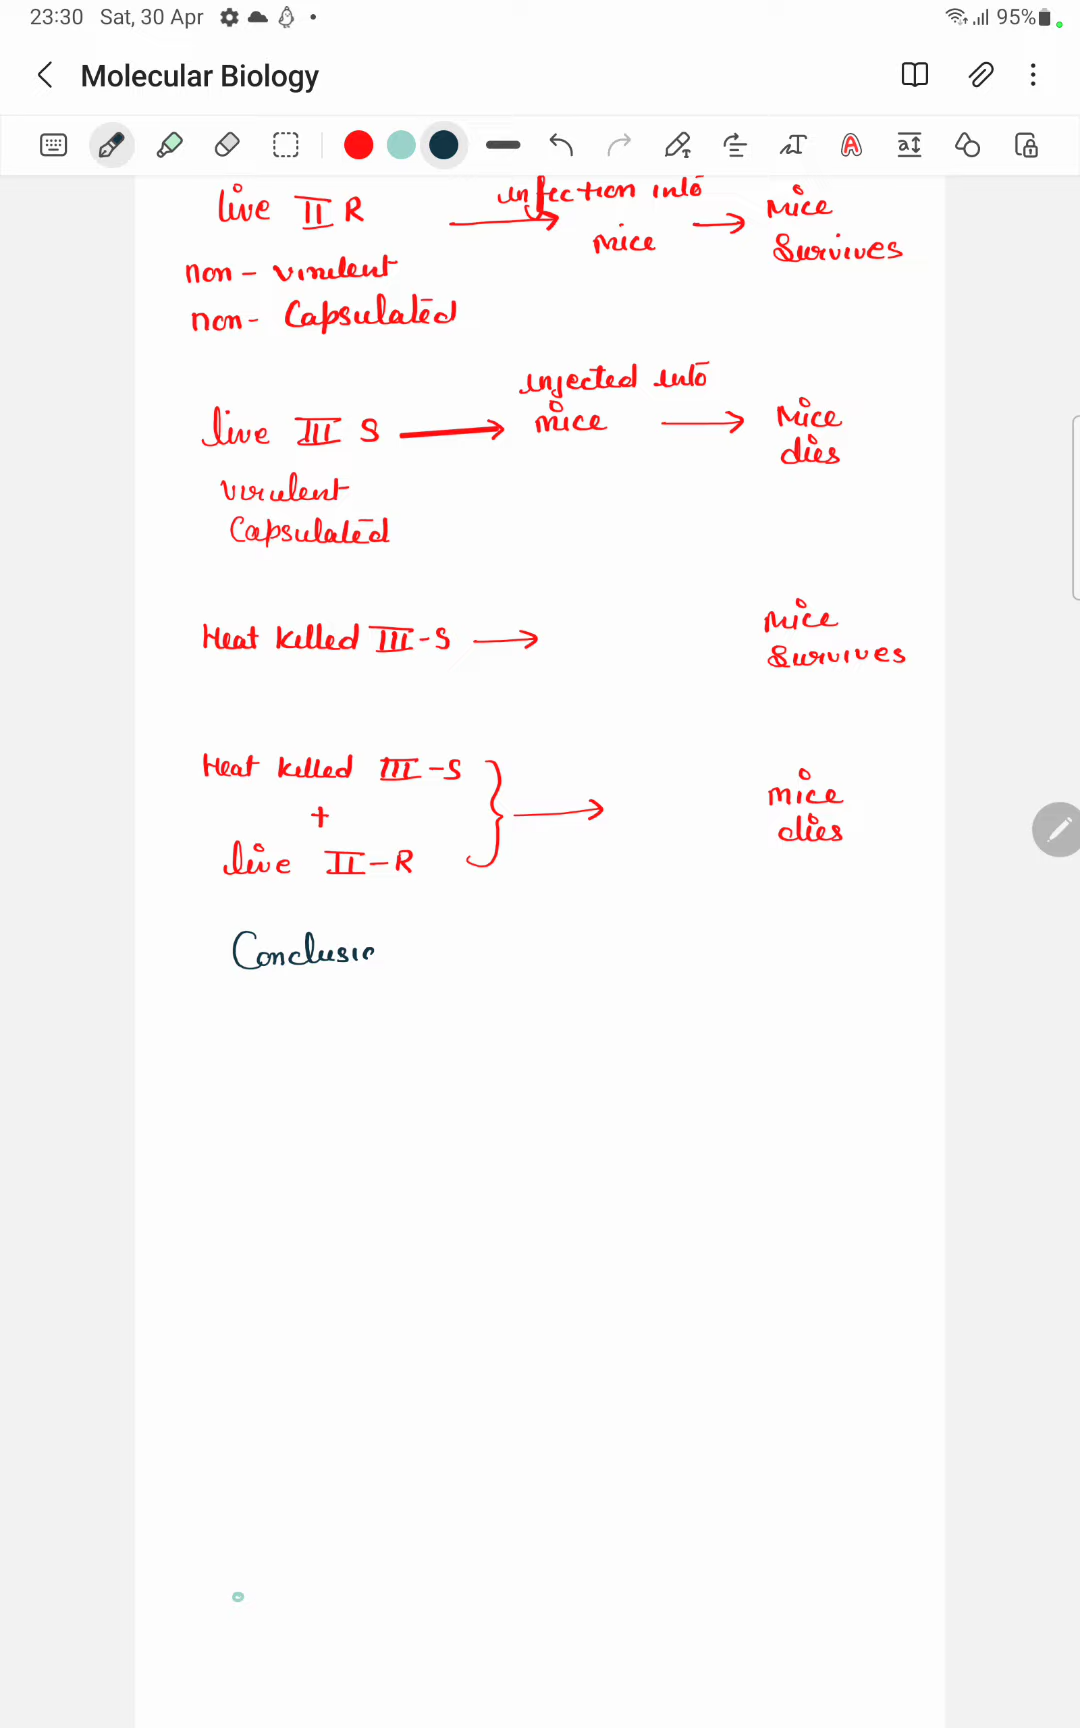 23:30 Sat, 30 Apr 95%
Molecular Biology
live II R infection into mice Mice Survives
non - virulent
non - Capsulated
live III S injected into mice Mice dies
virulent
Capsulated
Heat killed III - S mice Survives
Heat killed III - S
+
live II - R
mice dies
Conclusio